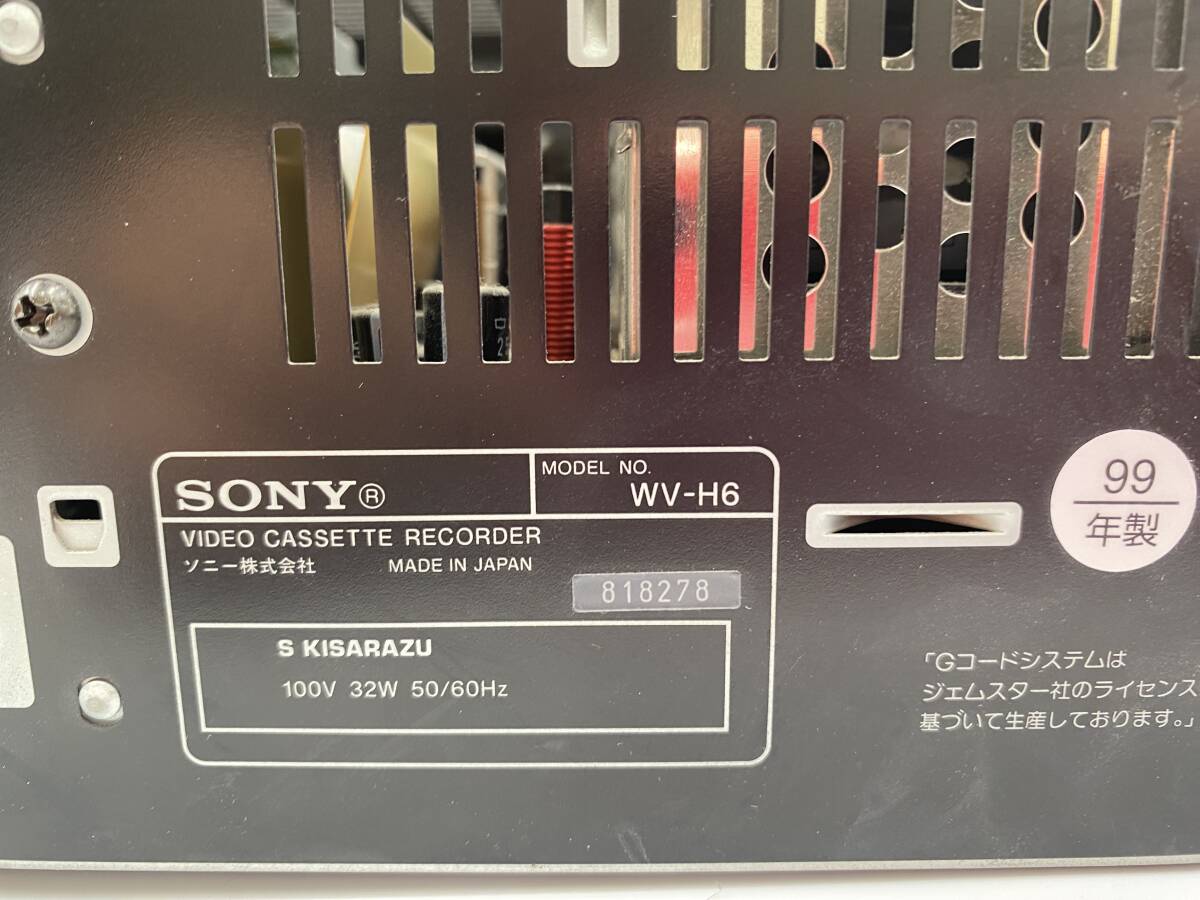 SONY®
MODEL NO.
WV-H6
VIDEO CASSETTE RECORDER
ソニー株式会社 MADE IN JAPAN
818278
S KISARAZU
100V 32W 50/60Hz
99
年製
「Gコードシステムは
ジェムスター社のライセンス
基づいて生産しております。」
25